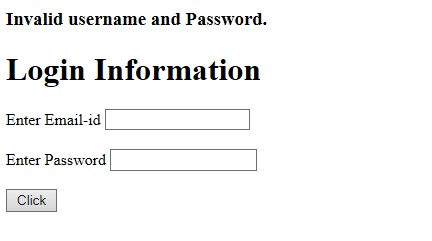 Invalid username and Password.
Login Information
Enter Email-id
Enter Password
Click